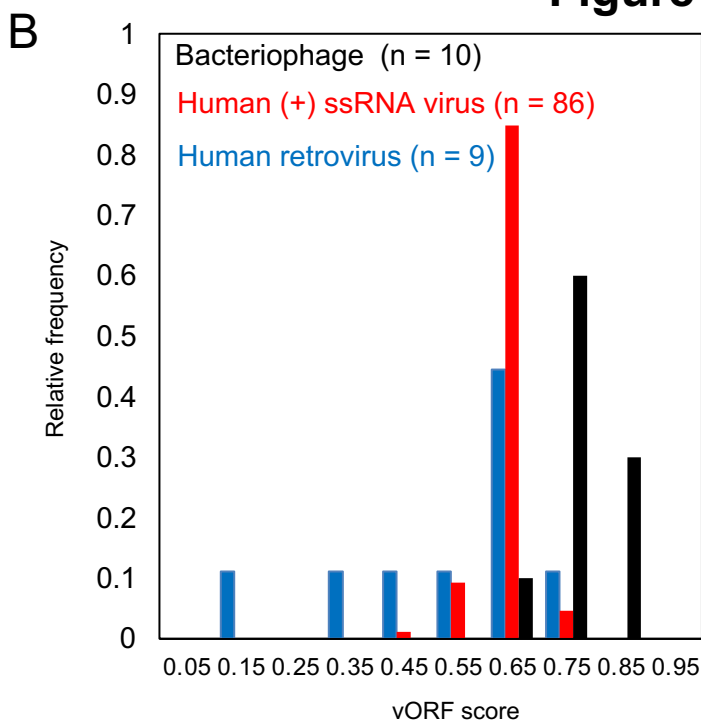 Figure
B
Bacteriophage (n = 10)
Human (+) ssRNA virus (n = 86)
Human retrovirus (n = 9)
Relative frequency
1
0.9
0.8
0.7
0.6
0.5
0.4
0.3
0.2
0.1
0
0.05 0.15 0.25 0.35 0.45 0.55 0.65 0.75 0.85 0.95
vORF score